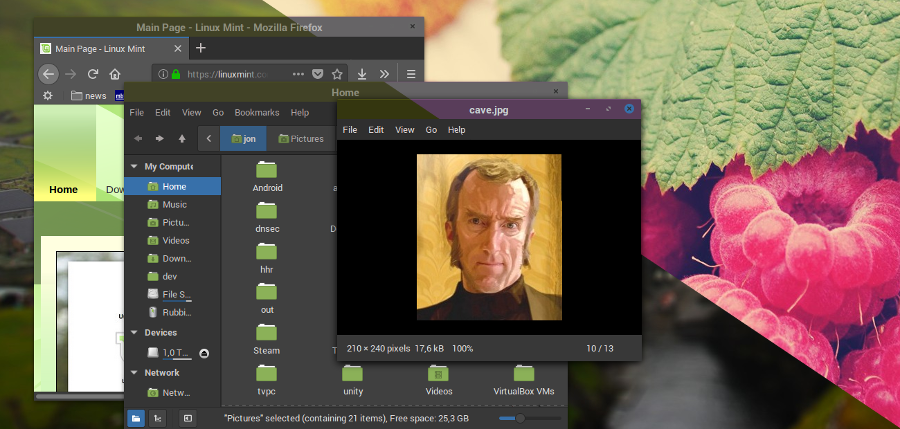 Main Page - Linux Mint - Mozilla Firefox
Main Page - Linux Mint
https://linuxmint.co
news
Home
Home
File Edit View Go Bookmarks Help
jon Pictures
My Compute
Home
Music
Pictu...
Videos
Down...
dev
File S...
Rubbi...
Devices
1,0 T...
Network
Netw...
Android
dnsec
hhr
out
Steam
tvpc unity Videos VirtualBox VMs
"Pictures" selected (containing 21 items), Free space: 25,3 GB
cave.jpg
File Edit View Go Help
210 × 240 pixels 17,6 kB 100% 10 / 13